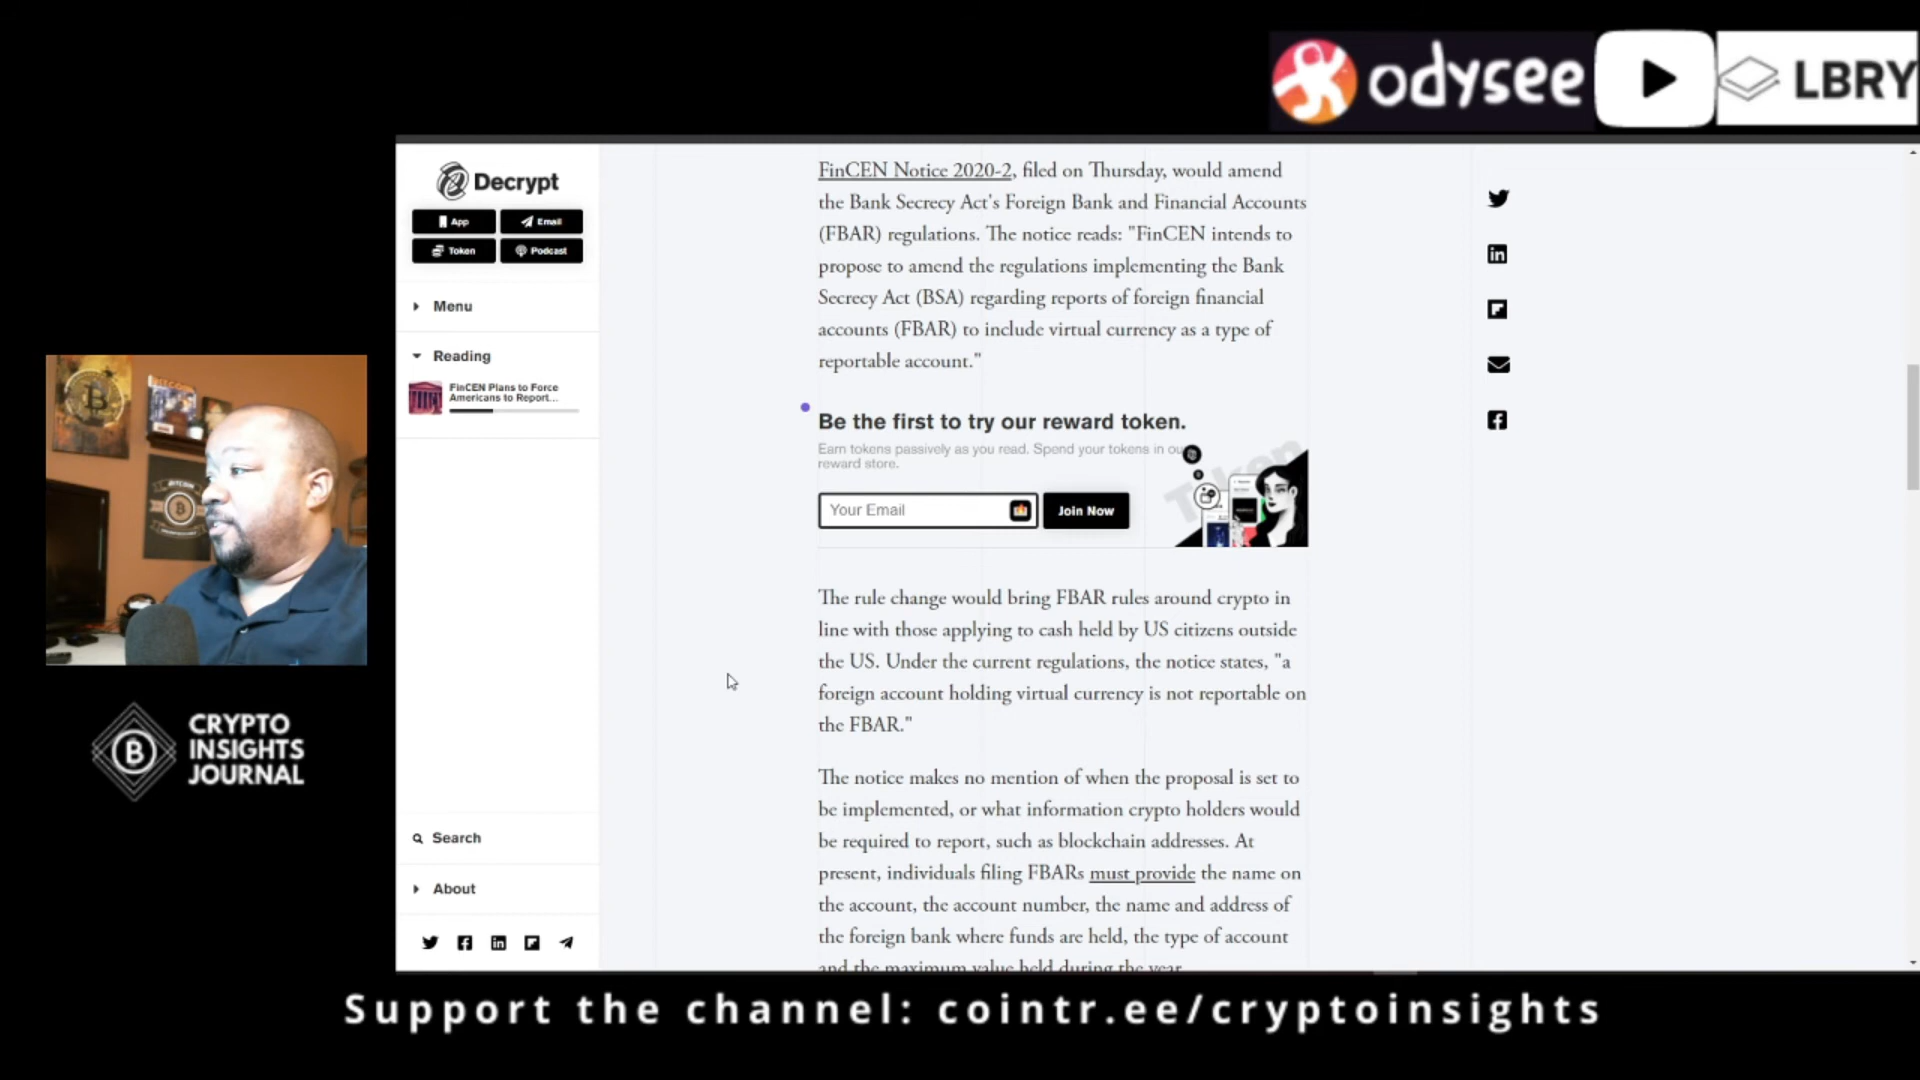 odysee
LBRY
Decrypt
App
Email
Token
Podcast
Menu
Reading
FinCEN Plans to Force
Americans to Report...
Search
About
FinCEN Notice 2020-2, filed on Thursday, would amend
the Bank Secrecy Act's Foreign Bank and Financial Accounts
(FBAR) regulations. The notice reads: "FinCEN intends to
propose to amend the regulations implementing the Bank
Secrecy Act (BSA) regarding reports of foreign financial
accounts (FBAR) to include virtual currency as a type of
reportable account."
Be the first to try our reward token.
Earn tokens passively as you read. Spend your tokens in our
reward store.
Token
Your Email
Join Now
The rule change would bring FBAR rules around crypto in
line with those applying to cash held by US citizens outside
the US. Under the current regulations, the notice states, "a
foreign account holding virtual currency is not reportable on
the FBAR."
The notice makes no mention of when the proposal is set to
be implemented, or what information crypto holders would
be required to report, such as blockchain addresses. At
present, individuals filing FBARs must provide the name on
the account, the account number, the name and address of
the foreign bank where funds are held, the type of account
and the maximum value held during the year.
BITCOIN
CRYPTO
INSIGHTS
JOURNAL
Support the channel: cointr.ee/cryptoinsights